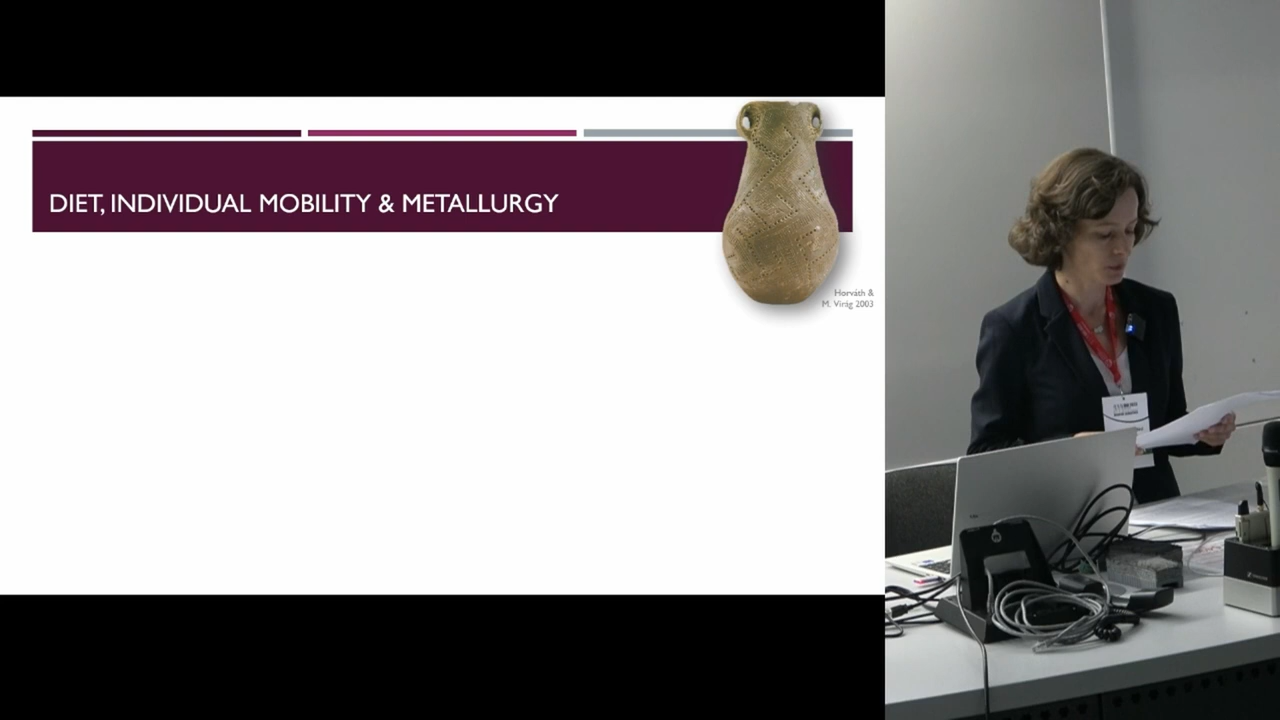 DIET, INDIVIDUAL MOBILITY & METALLURGY
Horváth &
M. Virág 2003